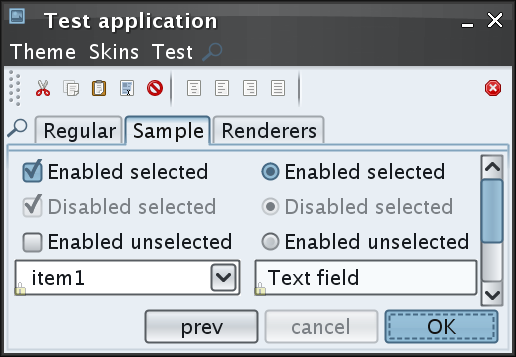 Test application
Theme Skins Test
Regular Sample Renderers
Enabled selected Enabled selected
Disabled selected Disabled selected
Enabled unselected Enabled unselected
item1 Text field
prev cancel OK